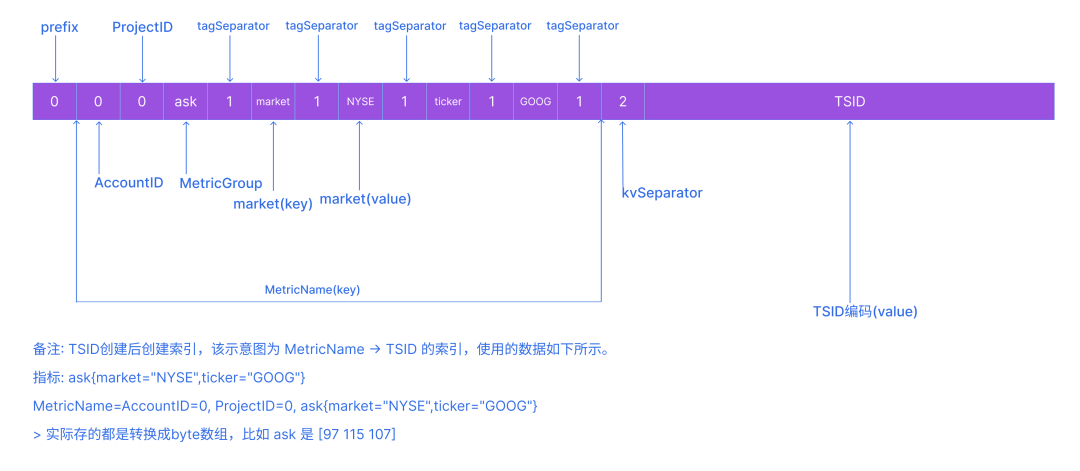 prefix ProjectID tagSeparator tagSeparator tagSeparator tagSeparator tagSeparator
0 0 0 ask 1 market 1 NYSE 1 ticker 1 GOOG 1 2 TSID
AccountID MetricGroup kvSeparator
market(key) market(value)
MetricName(key)
TSID编码(value)
备注: TSID创建后创建索引，该示意图为 MetricName -> TSID 的索引，使用的数据如下所示。
指标: ask{market="NYSE",ticker="GOOG"}
MetricName=AccountID=0, ProjectID=0, ask{market="NYSE",ticker="GOOG"}
> 实际存的都是转换成byte数组，比如 ask 是 [97 115 107]